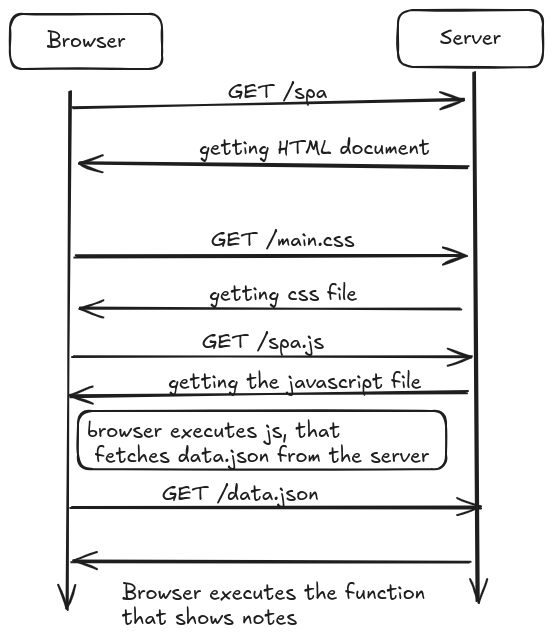 Browser
Server
GET /spa
getting HTML document
GET /main.css
getting css file
GET /spa.js
getting the javascript file
browser executes js, that
fetches data.json from the server
GET /data.json
Browser executes the function
that shows notes